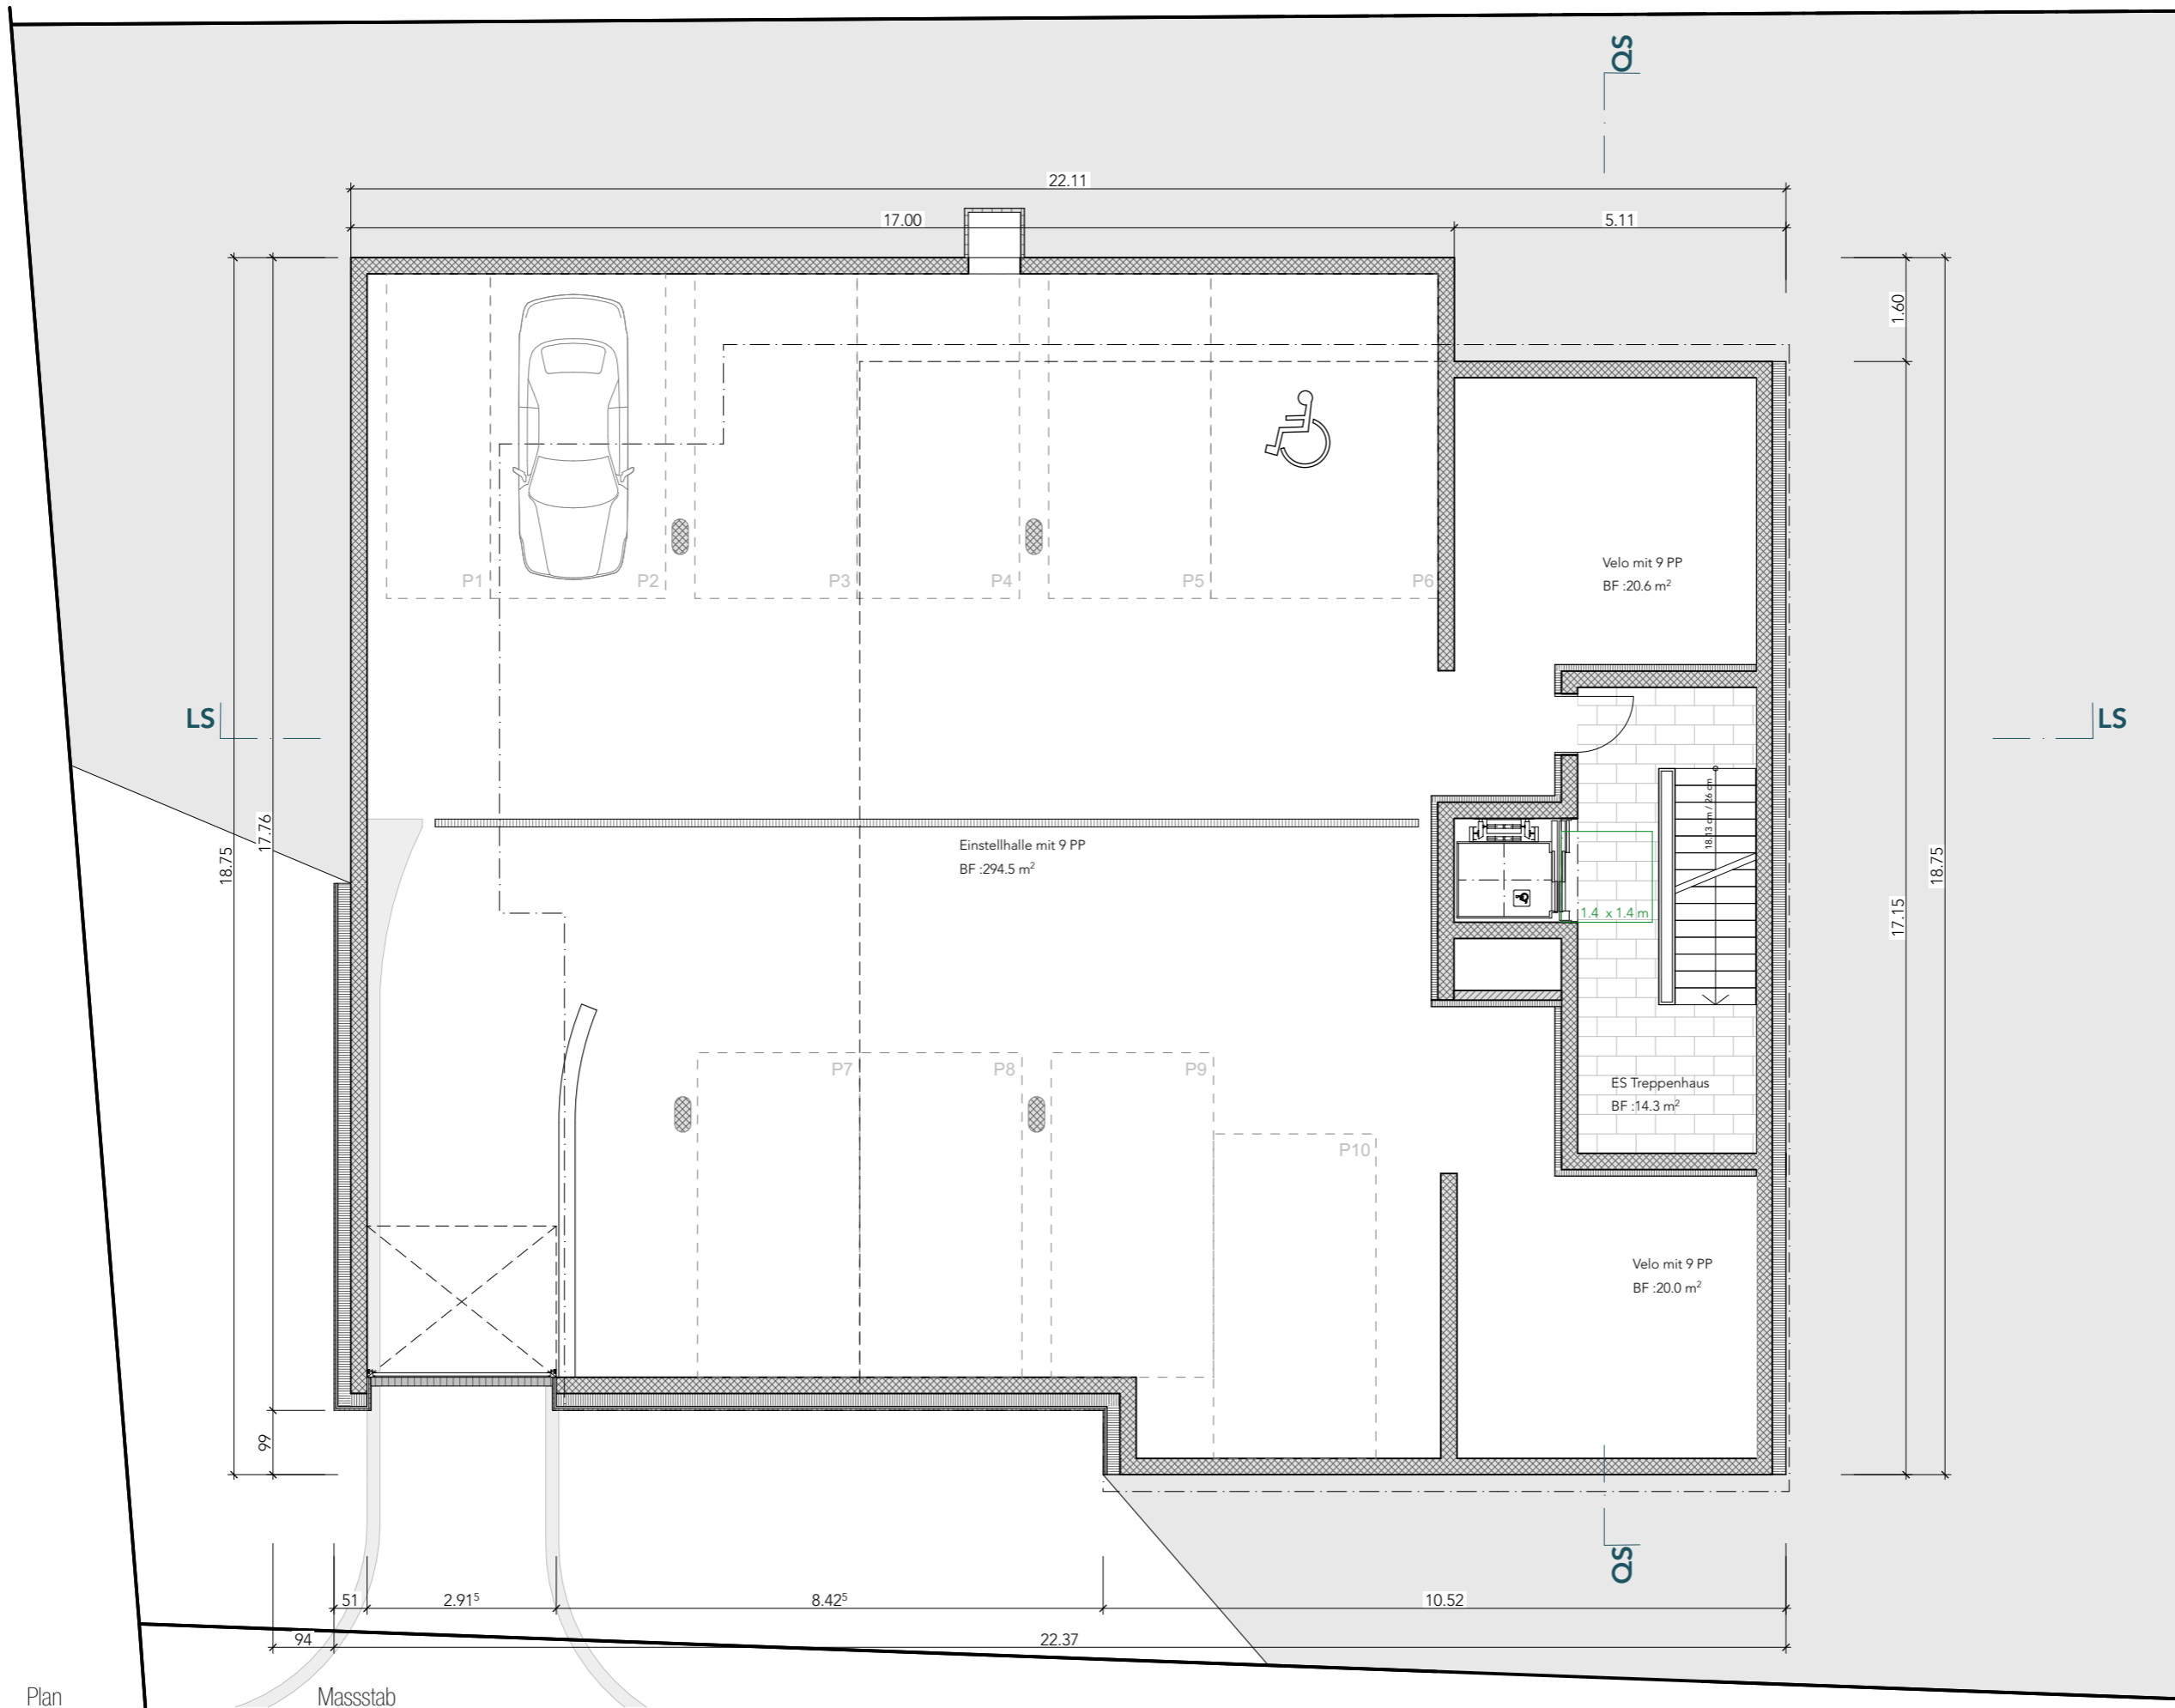 QS
22.11
17.00
5.11
1.60
P1
P2
P3
P4
P5
P6
Velo mit 9 PP
BF :20.6 m²
LS
LS
18.75
17.76
18.13 cm / 26 cm
Einstellhalle mit 9 PP
BF :294.5 m²
1.4 x 1.4 m
17.15
18.75
P7
P8
P9
P10
ES Treppenhaus
BF :14.3 m²
Velo mit 9 PP
BF :20.0 m²
99
QS
51
2.91⁵
8.42⁵
10.52
94
22.37
Plan
Massstab